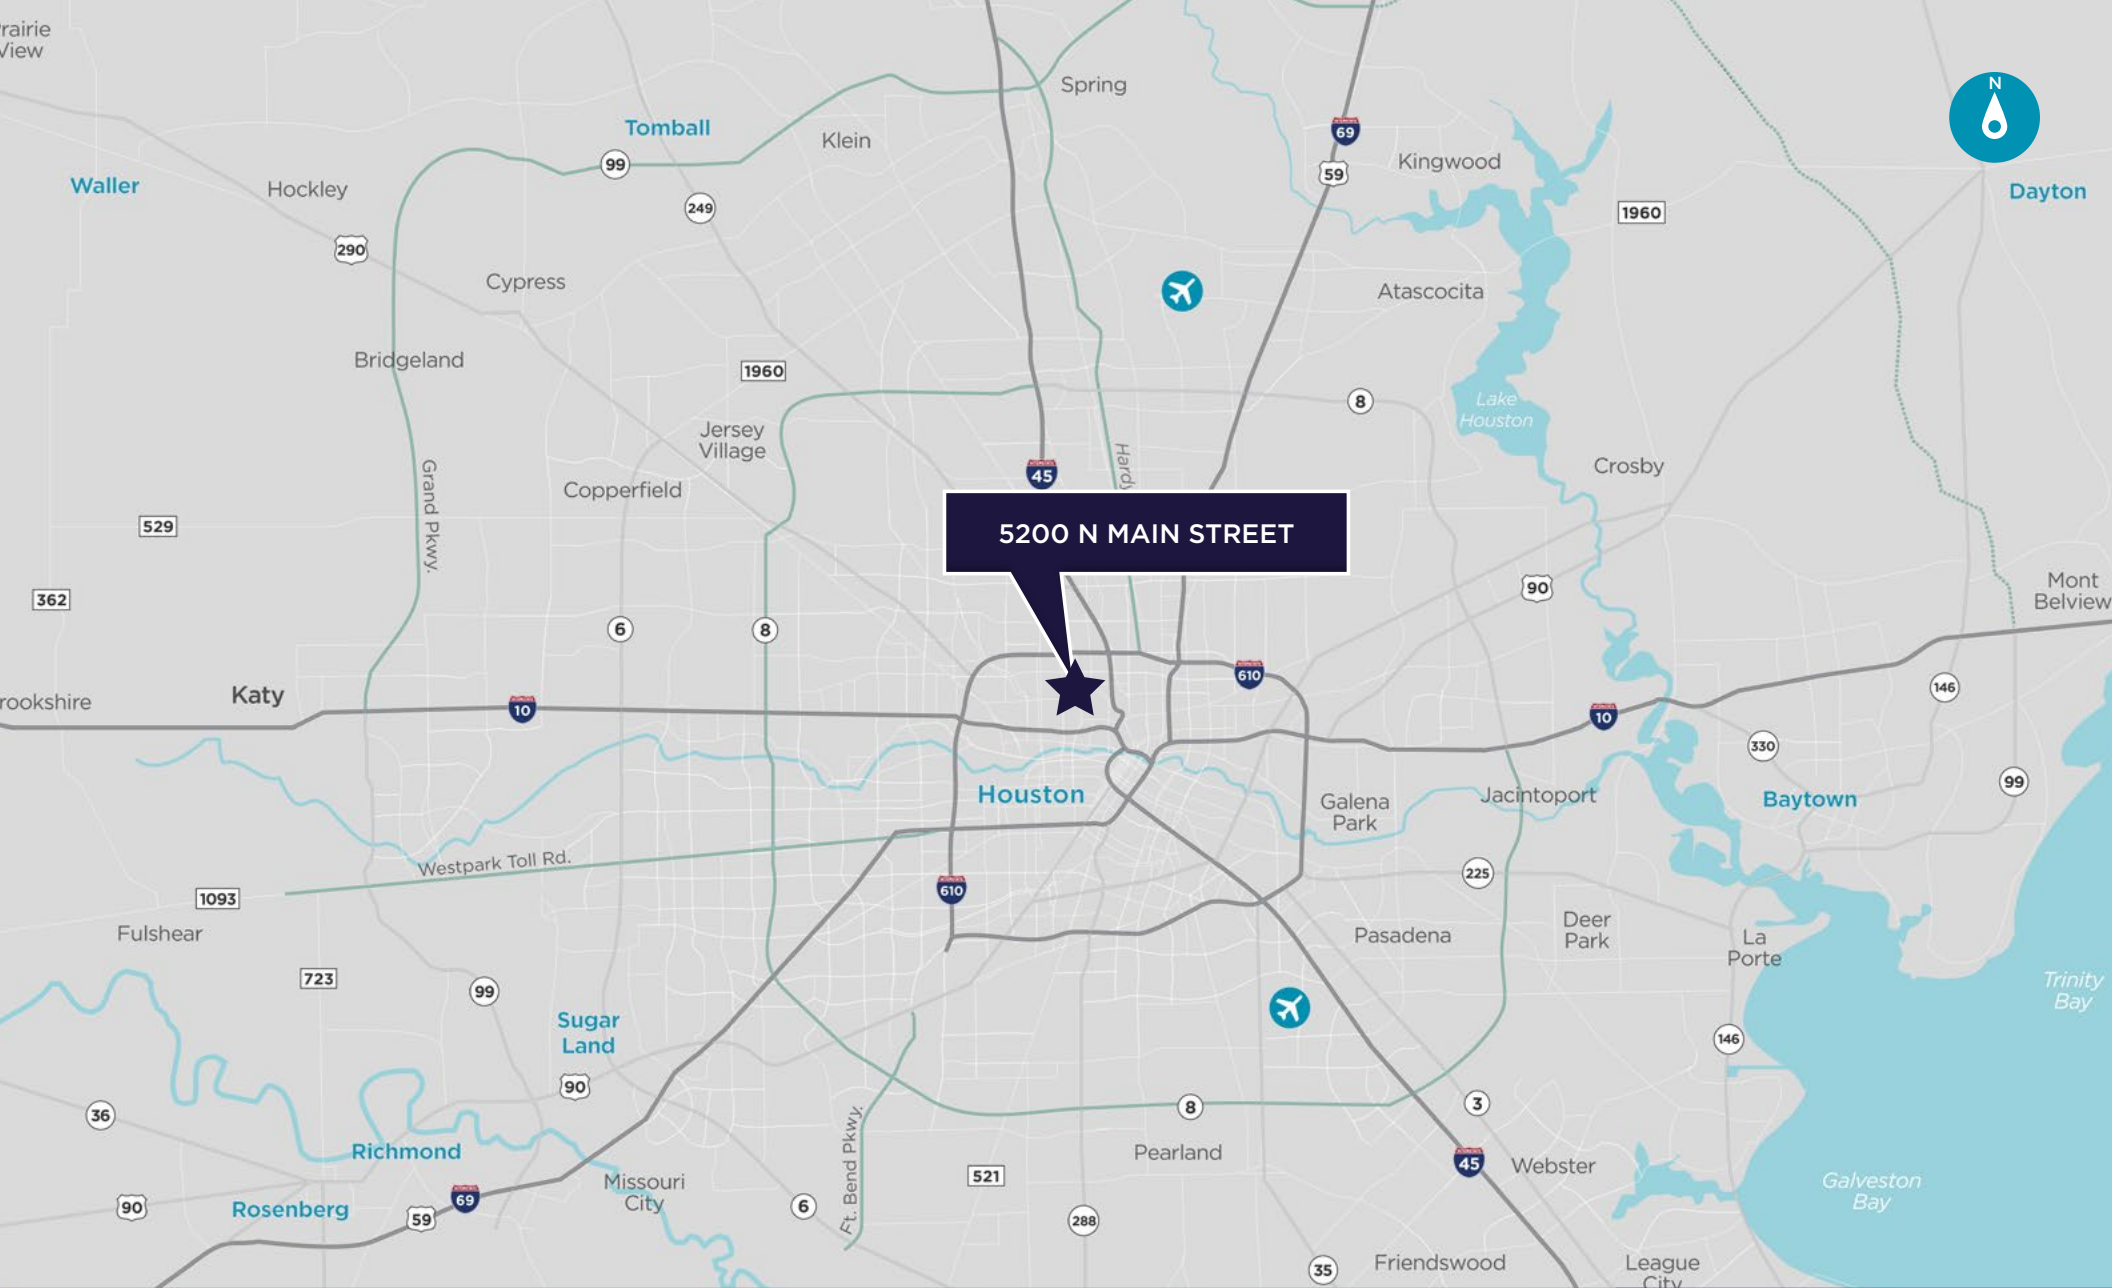 rairie
View
Spring
N
Tomball
69
Klein
99
59
Kingwood
Waller
Hockley
Dayton
249
1960
290
Cypress
Atascocita
Bridgeland
1960
8
Lake
Houston
Jersey
Village
Hardy
Crosby
45
Grand Pkwy.
Copperfield
529
5200 N MAIN STREET
90
Mont
Belview
362
6
8
610
146
rookshire
Katy
10
10
330
99
Houston
Galena
Park
Jacintoport
Baytown
Westpark Toll Rd.
225
610
1093
Fulshear
Pasadena
Deer
Park
La
Porte
723
99
Trinity
Bay
Sugar
Land
146
90
36
8
3
Richmond
Ft. Bend Pkwy.
Pearland
45
Webster
521
Missouri
City
Galveston
Bay
90
Rosenberg
69
59
6
288
35
Friendswood
League
City